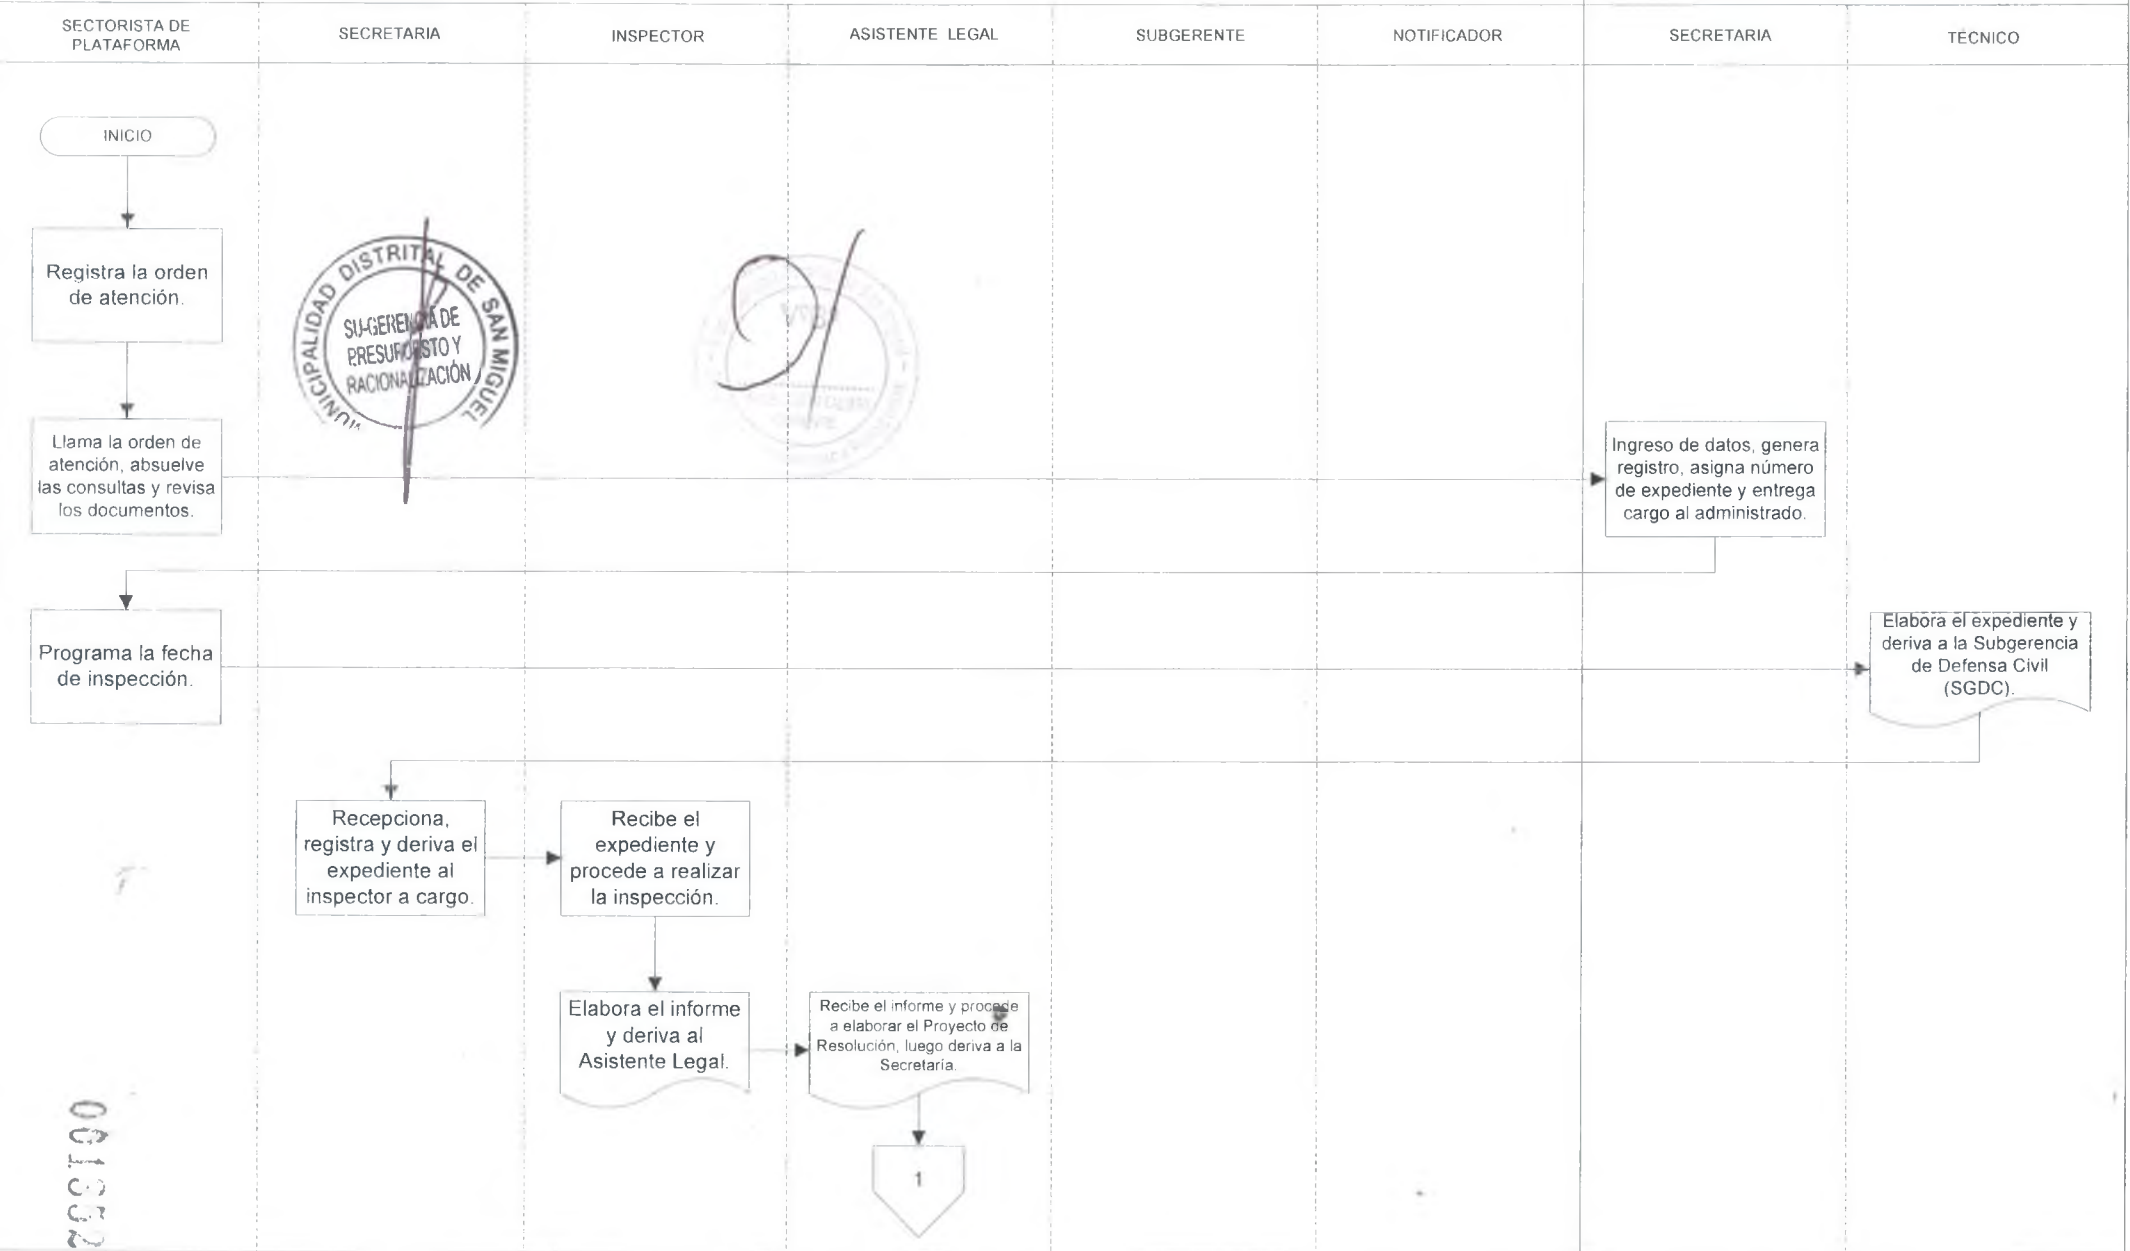 SECTORISTA DE
PLATAFORMA
SECRETARIA
INSPECTOR
ASISTENTE LEGAL
SUBGERENTE
NOTIFICADOR
SECRETARIA
TÉCNICO
INICIO
Registra la orden
de atención.
MUNICIPALIDAD DISTRITAL DE SAN MIGUEL
PRESUPUESTO Y
RACIONALIZACIÓN
Llama la orden de
atención, absuelve
las consultas y revisa
los documentos.
Ingreso de datos, genera
registro, asigna número
de expediente y entrega
cargo al administrado.
Programa la fecha
de inspección.
Elabora el expediente y
deriva a la Subgerencia
de Defensa Civil
(SGDC).
Recepciona,
registra y deriva el
expediente al
inspector a cargo.
Recibe el
expediente y
procede a realizar
la inspección.
Elabora el informe
y deriva al
Asistente Legal.
Recibe el informe y procede
a elaborar el Proyecto de
Resolución, luego deriva a la
Secretaría.
1
001352